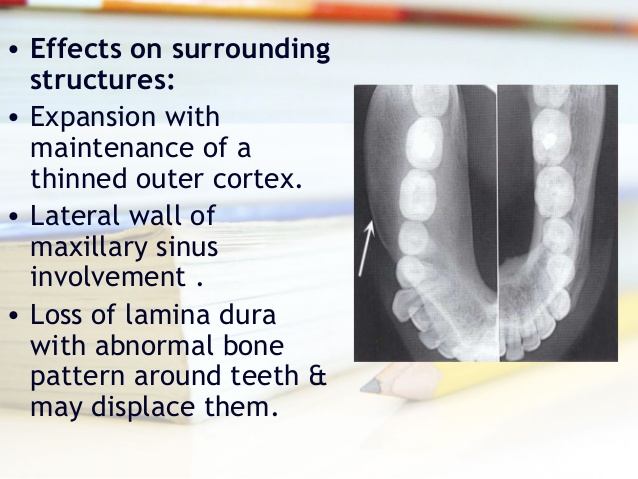 • Effects on surrounding
structures:
• Expansion with
maintenance of a
thinned outer cortex.
• Lateral wall of
maxillary sinus
involvement .
• Loss of lamina dura
with abnormal bone
pattern around teeth &
may displace them.